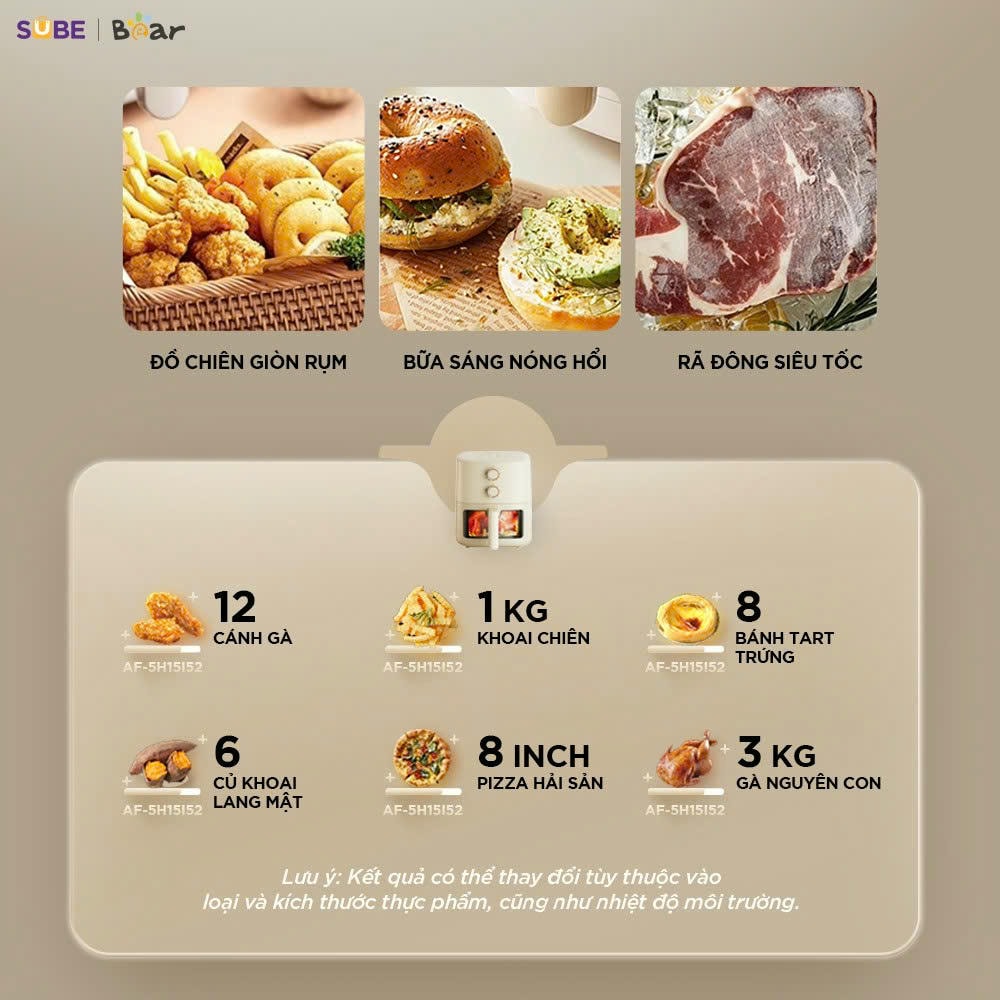 SUBE | Bear
ĐỒ CHIÊN GIÒN RỤM
BỮA SÁNG NÓNG HỔI
RÃ ĐÔNG SIÊU TỐC
12
CÁNH GÀ
AF-5H15I52
1 KG
KHOAI CHIÊN
AF-5H15I52
8
BÁNH TART
TRỨNG
AF-5H15I52
6
CỦ KHOAI
LANG MẬT
AF-5H15I52
8 INCH
PIZZA HẢI SẢN
AF-5H15I52
3 KG
GÀ NGUYÊN CON
AF-5H15I52
Lưu ý: Kết quả có thể thay đổi tùy thuộc vào
loại và kích thước thực phẩm, cũng như nhiệt độ môi trường.